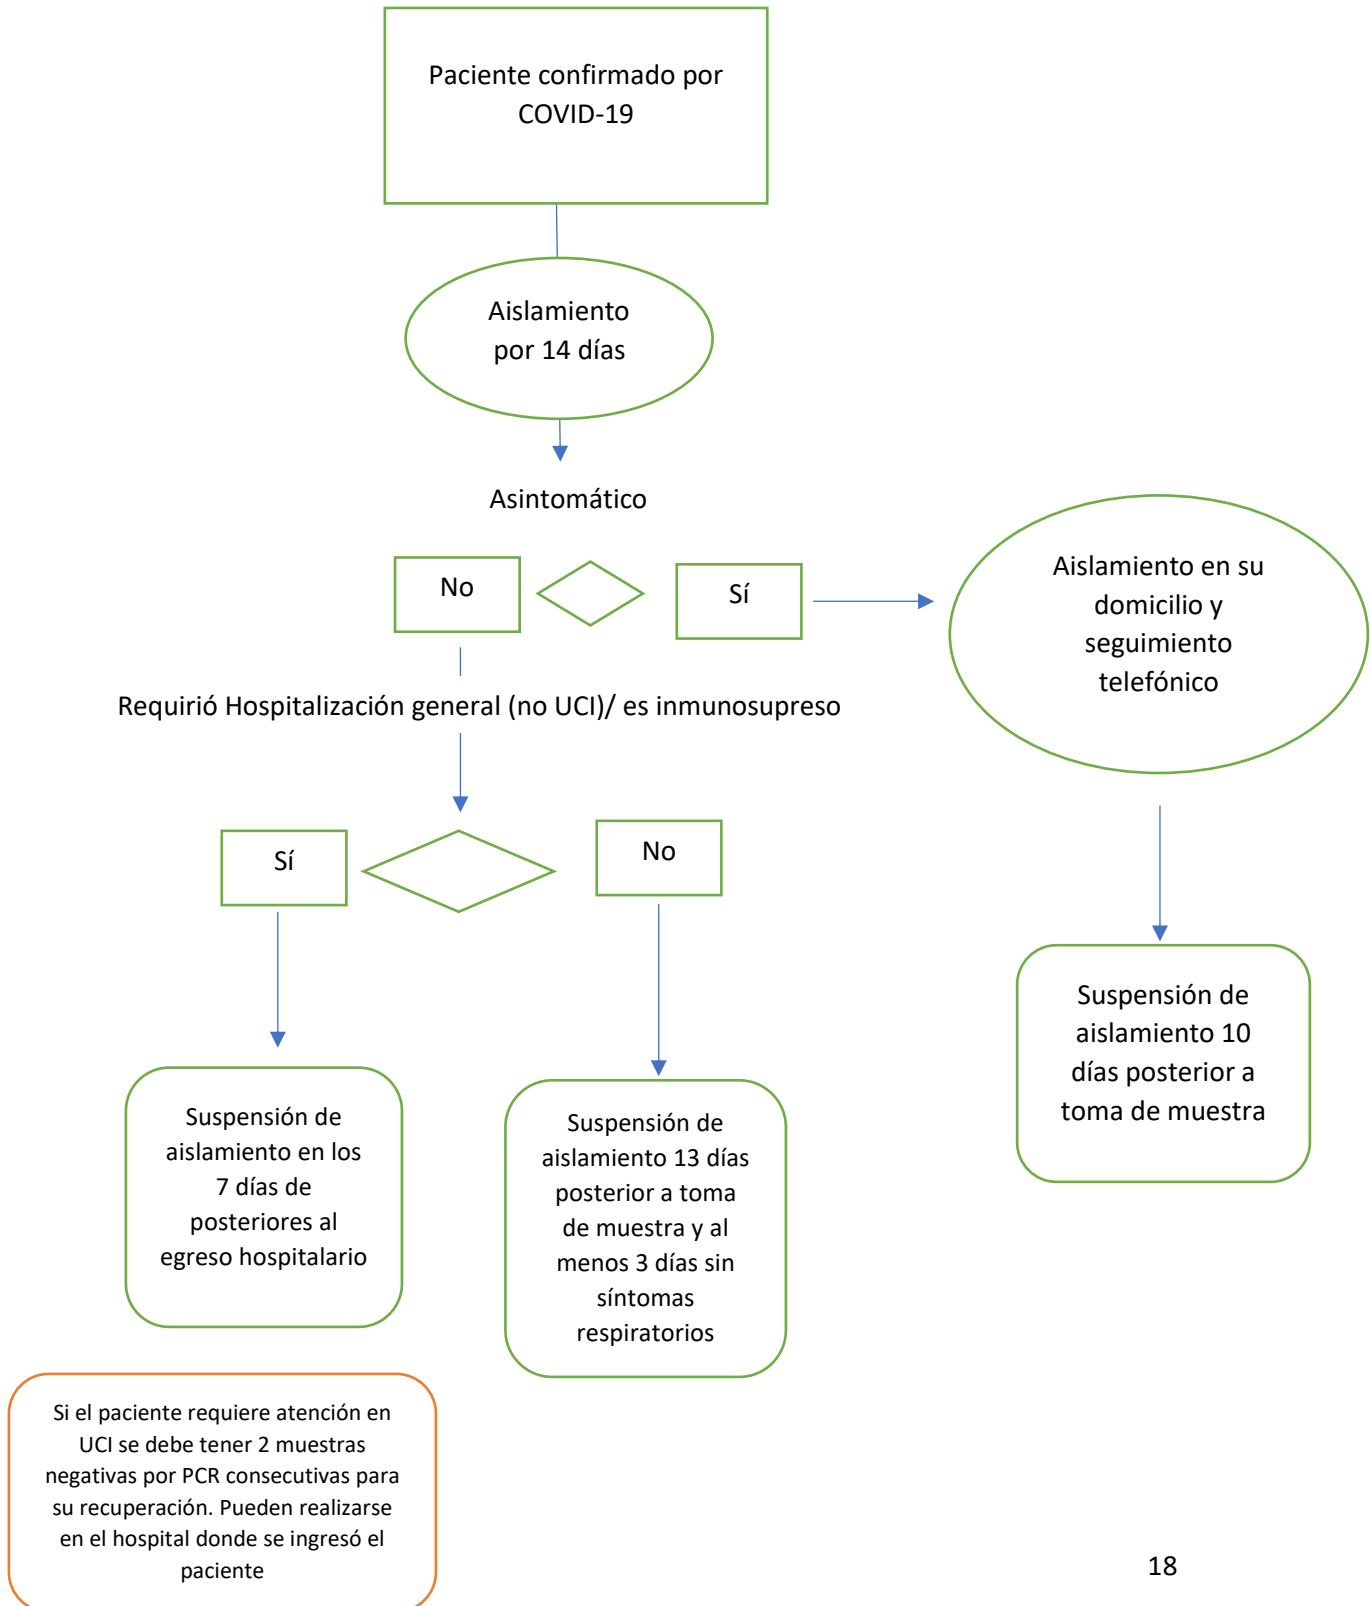 Paciente confirmado por
COVID-19
Aislamiento
por 14 días
Asintomático
No
Sí
Aislamiento en su
domicilio y
seguimiento
telefónico
Requirió Hospitalización general (no UCI)/ es inmunosupreso
Sí
No
Suspensión de
aislamiento 10
días posterior a
toma de muestra
Suspensión de
aislamiento en los
7 días de
posteriores al
egreso hospitalario
Suspensión de
aislamiento 13 días
posterior a toma
de muestra y al
menos 3 días sin
síntomas
respiratorios
Si el paciente requiere atención en
UCI se debe tener 2 muestras
negativas por PCR consecutivas para
su recuperación. Pueden realizarse
en el hospital donde se ingresó el
paciente
18